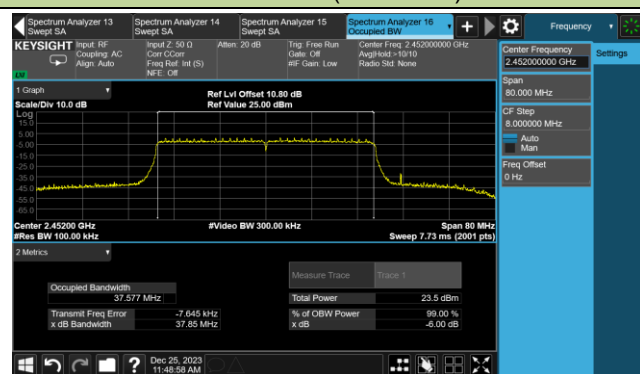 Spectrum Analyzer 13
Swept SA
Spectrum Analyzer 14
Swept SA
Spectrum Analyzer 15
Swept SA
Spectrum Analyzer 16
Occupied BW
Frequency
KEYSIGHT
Input: RF
Coupling: AC
Align: Auto
Input Z: 50 Ω
Corr CCorr
Freq Ref: Int (S)
NFE: Off
Atten: 20 dB
Trig: Free Run
Gate: Off
#IF Gain: Low
Center Freq: 2.452000000 GHz
Avg|Hold:>10/10
Radio Std: None
Center Frequency
2.452000000 GHz
Settings
Span
80.000 MHz
CF Step
8.000000 MHz
Auto
Man
Freq Offset
0 Hz
1 Graph
Scale/Div 10.0 dB
Ref Lvl Offset 10.80 dB
Ref Value 25.00 dBm
Log
15.0
5.00
-5.00
-15.0
-25.0
-35.0
-45.0
-55.0
-65.0
Center 2.45200 GHz
#Res BW 100.00 kHz
#Video BW 300.00 kHz
Span 80 MHz
Sweep 7.73 ms (2001 pts)
2 Metrics
Measure Trace
Trace 1
Occupied Bandwidth
37.577 MHz
Total Power
23.5 dBm
Transmit Freq Error
-7.645 kHz
% of OBW Power
99.00 %
x dB Bandwidth
37.85 MHz
x dB
-6.00 dB
Dec 25, 2023
11:48:58 AM